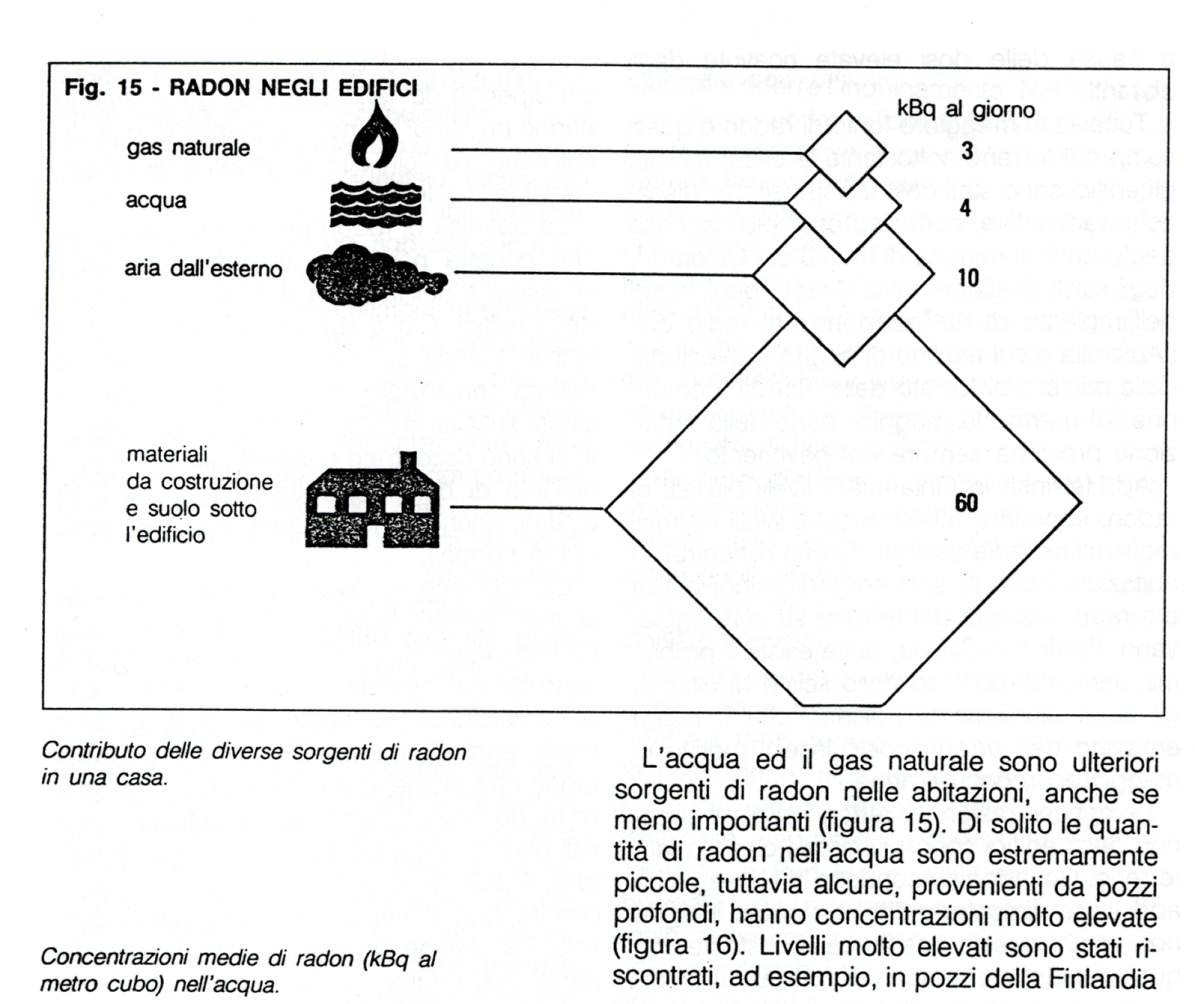 Fig. 15 - RADON NEGLI EDIFICI
kBq al giorno
gas naturale
3
acqua
4
aria dall'esterno
10
materiali
da costruzione
e suolo sotto
l'edificio
60
Contributo delle diverse sorgenti di radon
in una casa.
L'acqua ed il gas naturale sono ulteriori
sorgenti di radon nelle abitazioni, anche se
meno importanti (figura 15). Di solito le quan-
tità di radon nell'acqua sono estremamente
piccole, tuttavia alcune, provenienti da pozzi
profondi, hanno concentrazioni molto elevate
(figura 16). Livelli molto elevati sono stati ri-
scontrati, ad esempio, in pozzi della Finlandia
Concentrazioni medie di radon (kBq al
metro cubo) nell'acqua.